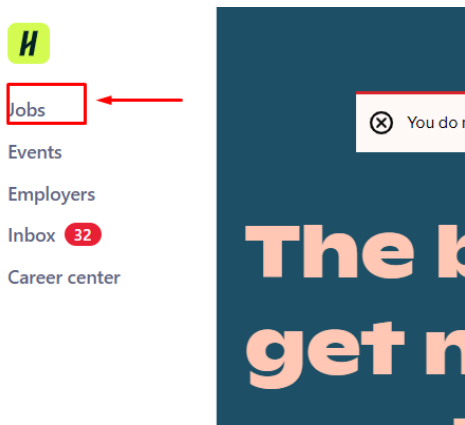 H
Jobs
Events
Employers
Inbox 32
Career center
You do
The
get